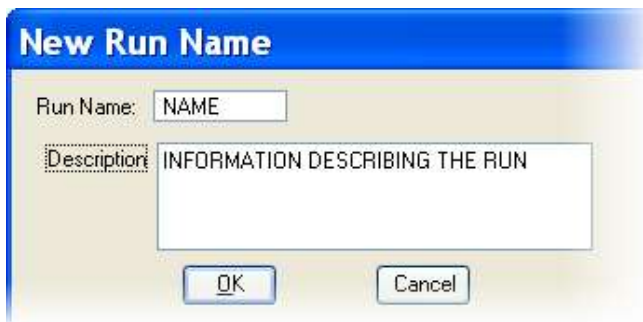 New Run Name
Run Name: NAME
Description INFORMATION DESCRIBING THE RUN
OK Cancel